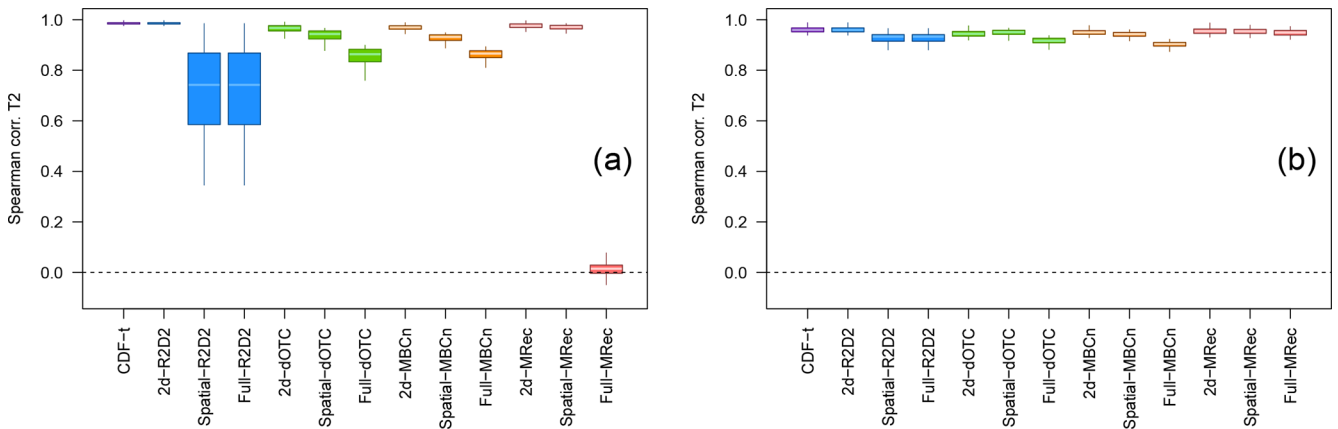 Spearman corr. T2
1.0
0.8
0.6
0.4
0.2
0.0
(a)
CDF-t
2d-R2D2
Spatial-R2D2
Full-R2D2
2d-dOTC
Spatial-dOTC
Full-dOTC
2d-MBCn
Spatial-MBCn
Full-MBCn
2d-MRec
Spatial-MRec
Full-MRec
Spearman corr. T2
1.0
0.8
0.6
0.4
0.2
0.0
(b)
CDF-t
2d-R2D2
Spatial-R2D2
Full-R2D2
2d-dOTC
Spatial-dOTC
Full-dOTC
2d-MBCn
Spatial-MBCn
Full-MBCn
2d-MRec
Spatial-MRec
Full-MRec